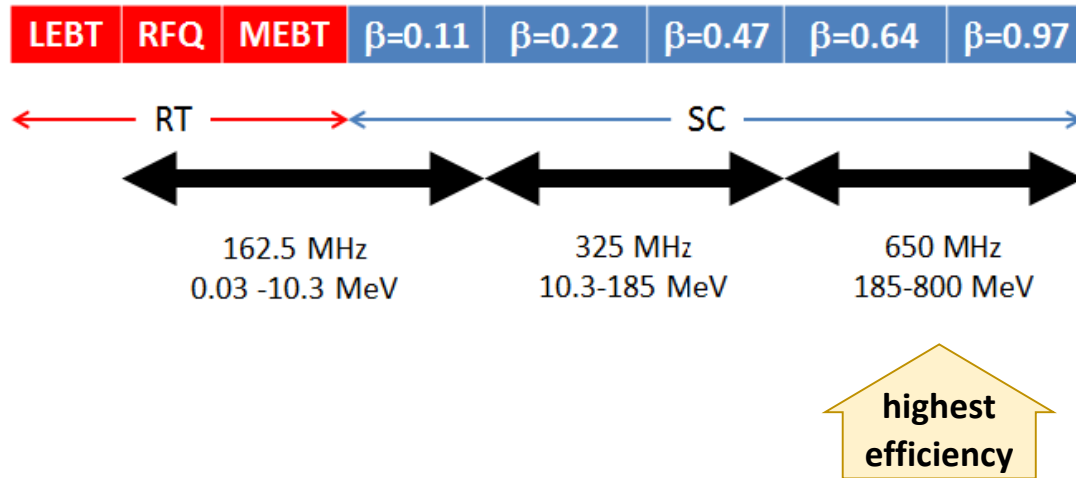 LEBT RFQ MEBT β=0.11 β=0.22 β=0.47 β=0.64 β=0.97
RT SC
162.5 MHz 325 MHz 650 MHz
0.03 -10.3 MeV 10.3-185 MeV 185-800 MeV
highest
efficiency